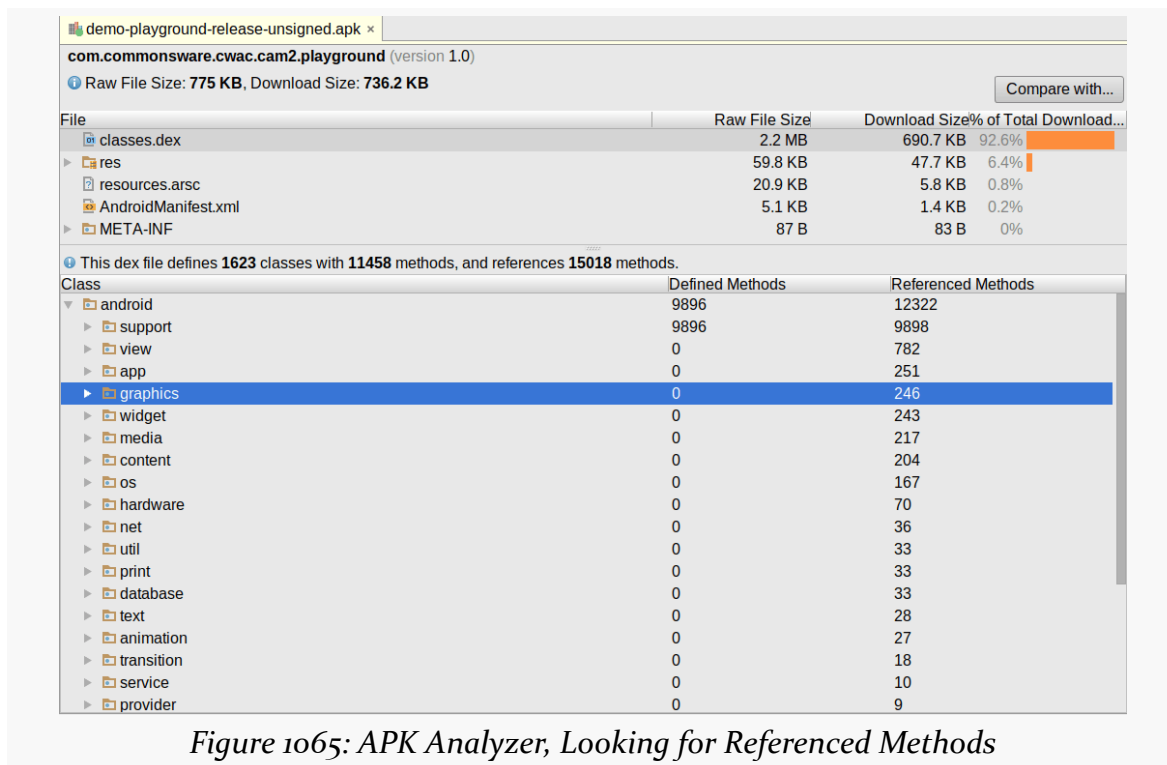 demo-playground-release-unsigned.apk ×
com.commonsware.cwac.cam2.playground (version 1.0)
Raw File Size: 775 KB, Download Size: 736.2 KB
Compare with...
File Raw File Size Download Size % of Total Download...
classes.dex 2.2 MB 690.7 KB 92.6%
res 59.8 KB 47.7 KB 6.4%
resources.arsc 20.9 KB 5.8 KB 0.8%
AndroidManifest.xml 5.1 KB 1.4 KB 0.2%
META-INF 87 B 83 B 0%
This dex file defines 1623 classes with 11458 methods, and references 15018 methods.
Class Defined Methods Referenced Methods
android 9896 12322
support 9896 9898
view 0 782
app 0 251
graphics 0 246
widget 0 243
media 0 217
content 0 204
os 0 167
hardware 0 70
net 0 36
util 0 33
print 0 33
database 0 33
text 0 28
animation 0 27
transition 0 18
service 0 10
provider 0 9
Figure 1065: APK Analyzer, Looking for Referenced Methods